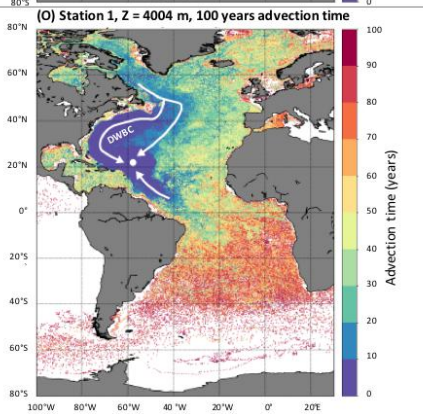 80°S
0
(O) Station 1, Z = 4004 m, 100 years advection time
80°N
60°N
40°N
20°N
0°
20°S
40°S
60°S
80°S
DWBC
100°W 80°W 60°W 40°W 20°W 0° 20°E
100
90
80
70
60
50
40
30
20
10
0
Advection time (years)